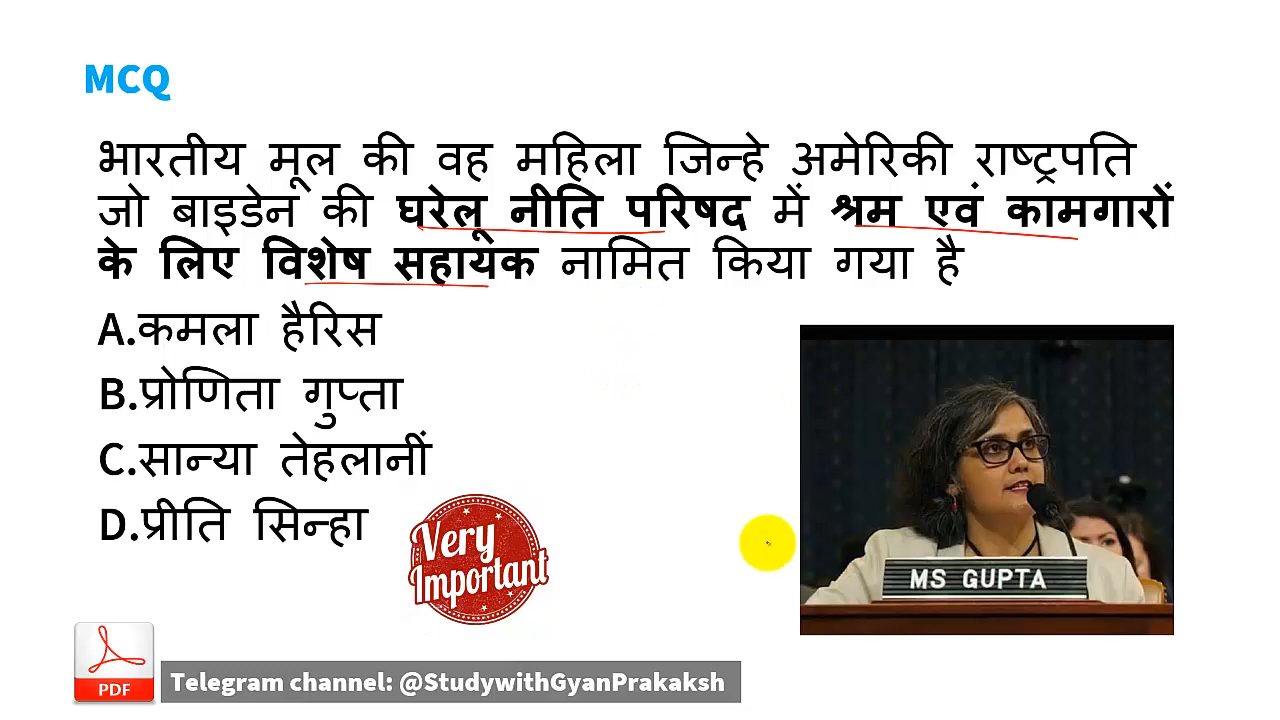 MCQ
भारतीय मूल की वह महिला जिन्हे अमेरिकी राष्ट्रपति
जो बाइडेन की घरेलू नीति परिषद में श्रम एवं कामगारों
के लिए विशेष सहायक नामित किया गया है
A.कमला हैरिस
B.प्रोणिता गुप्ता
C.सान्या तेहलानीं
D.प्रीति सिन्हा
Very
Important
MS GUPTA
PDF
Telegram channel: @StudywithGyanPrakaksh